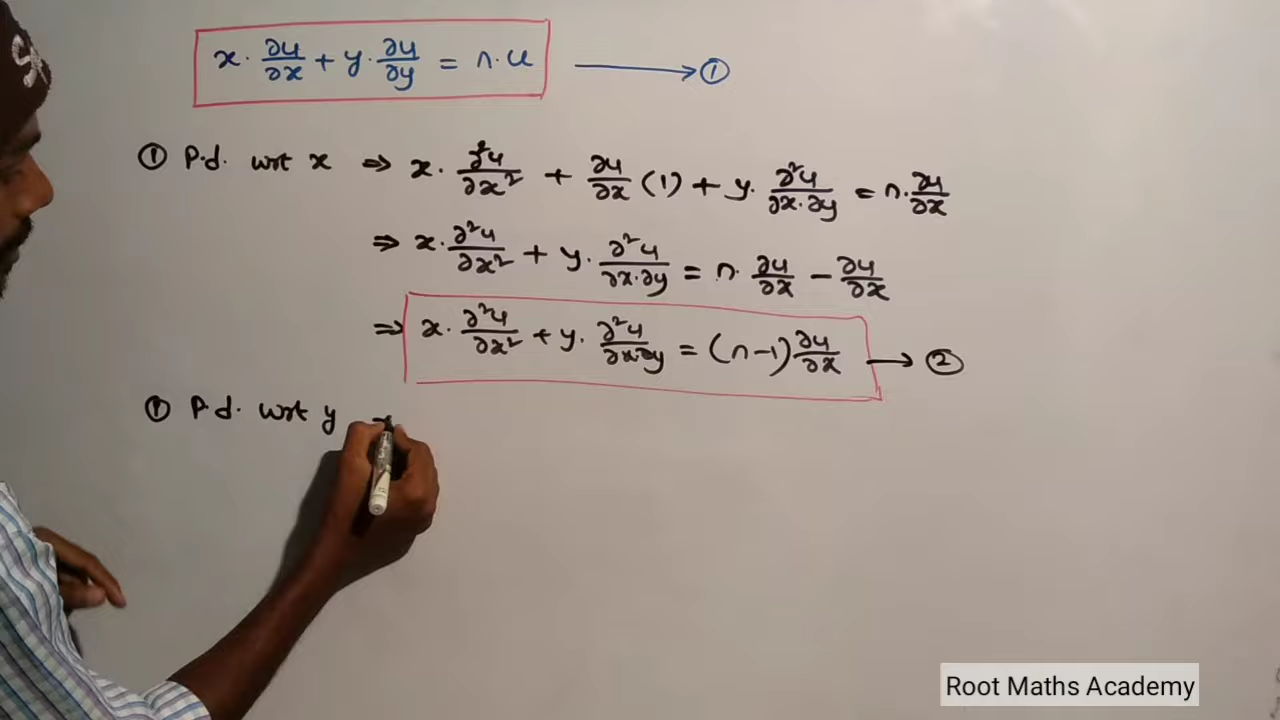 x · ∂u/∂x + y · ∂u/∂y = n · u ⟶ ①
① P.d. wrt x ⇒ x · ∂²u/∂x² + ∂u/∂x (1) + y · ∂²u/∂x·∂y = n · ∂u/∂x
⇒ x · ∂²u/∂x² + y · ∂²u/∂x·∂y = n · ∂u/∂x − ∂u/∂x
⇒ x · ∂²u/∂x² + y · ∂²u/∂x·∂y = (n−1) ∂u/∂x ⟶ ②
① P.d. wrt y
Root Maths Academy